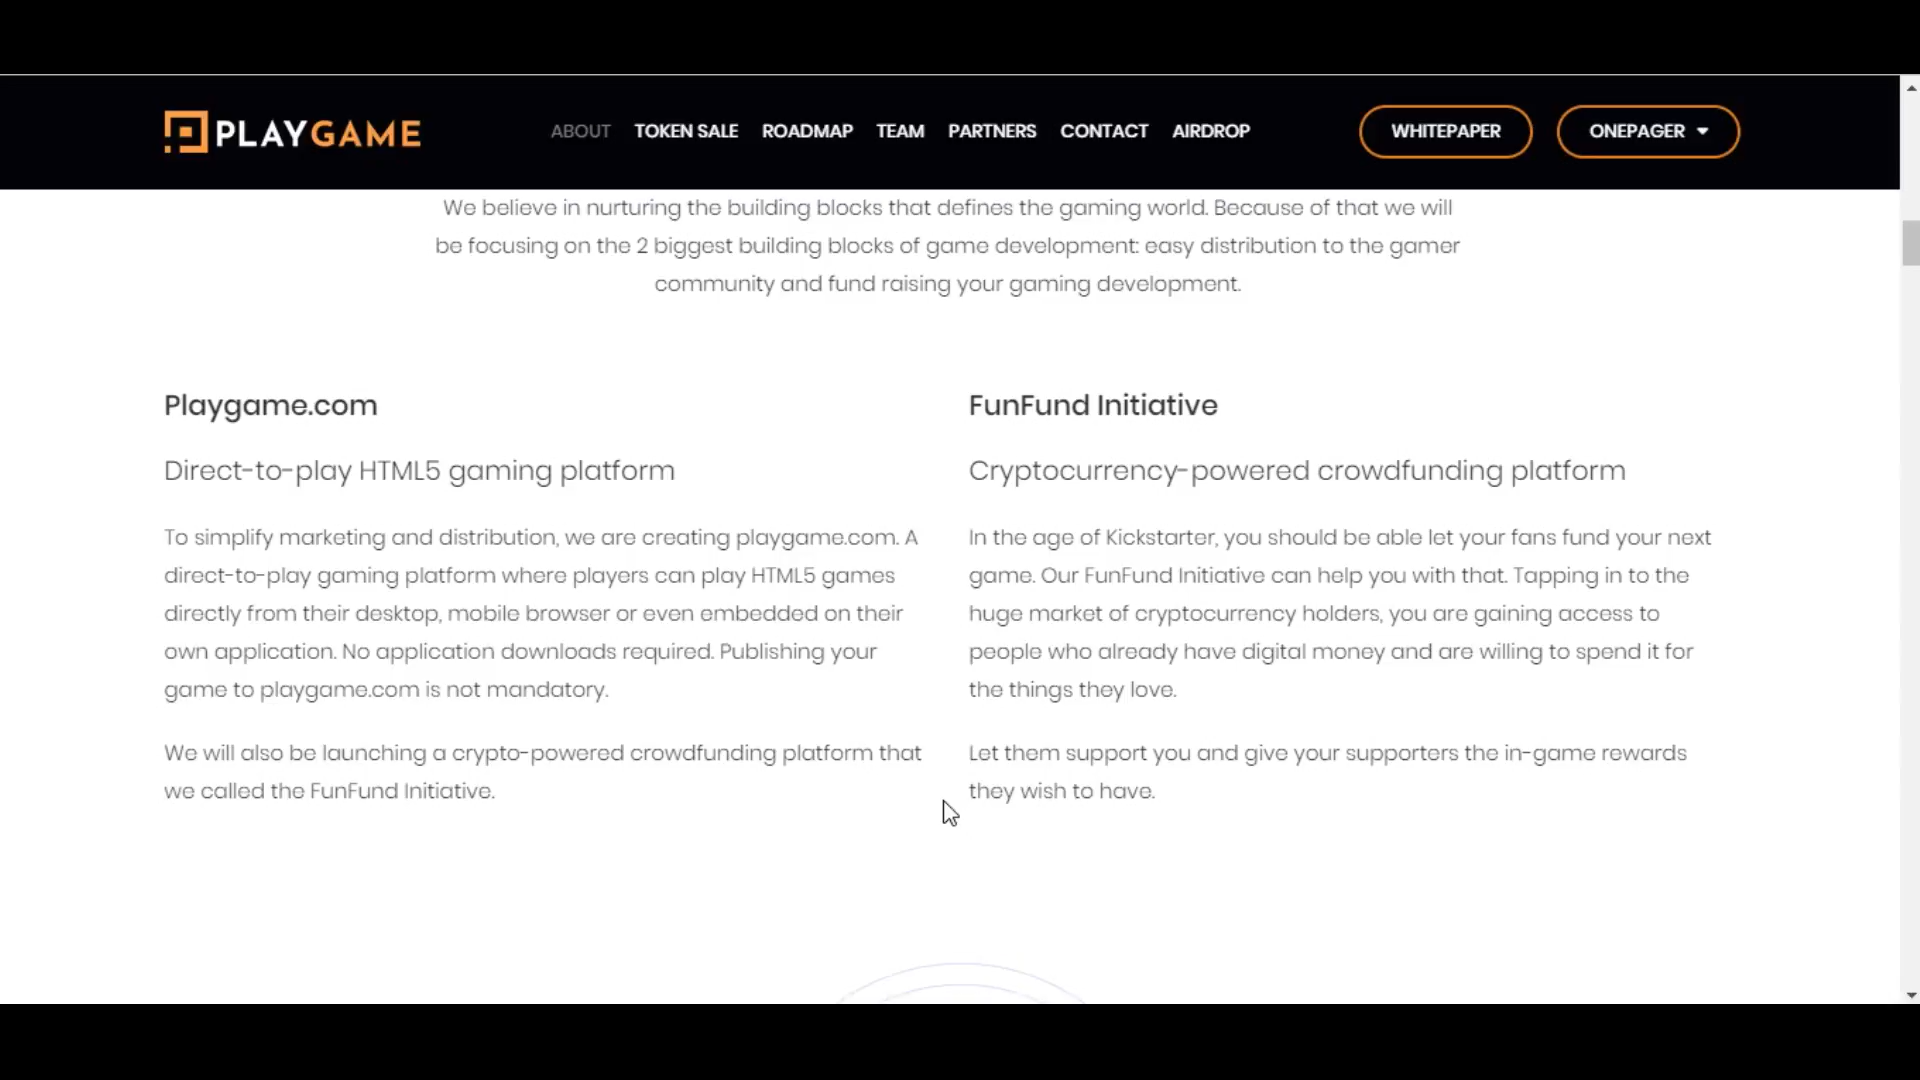 PLAYGAME
ABOUT TOKEN SALE ROADMAP TEAM PARTNERS CONTACT AIRDROP WHITEPAPER ONEPAGER
We believe in nurturing the building blocks that defines the gaming world. Because of that we will
be focusing on the 2 biggest building blocks of game development: easy distribution to the gamer
community and fund raising your gaming development.
Playgame.com
Direct-to-play HTML5 gaming platform
To simplify marketing and distribution, we are creating playgame.com. A
direct-to-play gaming platform where players can play HTML5 games
directly from their desktop, mobile browser or even embedded on their
own application. No application downloads required. Publishing your
game to playgame.com is not mandatory.
We will also be launching a crypto-powered crowdfunding platform that
we called the FunFund Initiative.
FunFund Initiative
Cryptocurrency-powered crowdfunding platform
In the age of Kickstarter, you should be able let your fans fund your next
game. Our FunFund Initiative can help you with that. Tapping in to the
huge market of cryptocurrency holders, you are gaining access to
people who already have digital money and are willing to spend it for
the things they love.
Let them support you and give your supporters the in-game rewards
they wish to have.